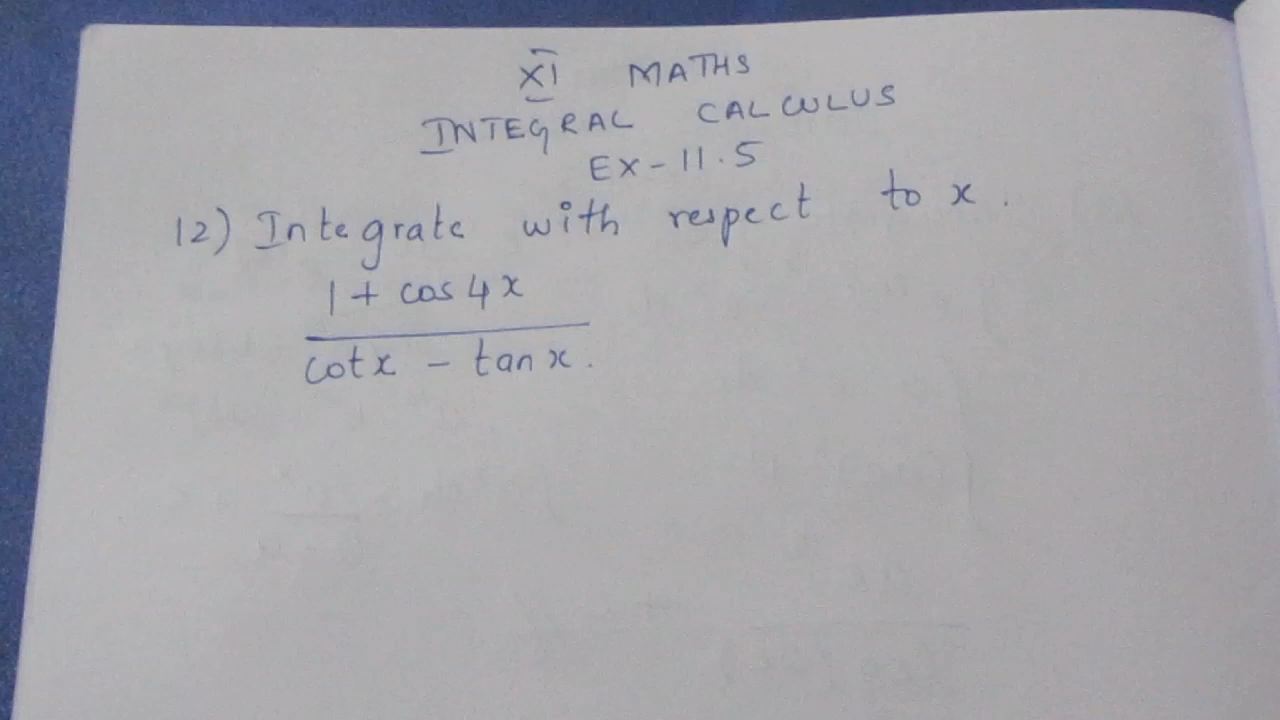 XI MATHS
INTEGRAL CALCULUS
EX-11.5
12) Integrate with respect to x.
1 + cos 4x
cot x - tan x.